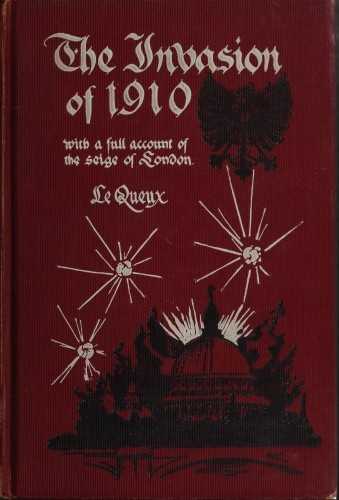 The Invasion
of 1910
with a full account of
the seige of London.
Le Queux